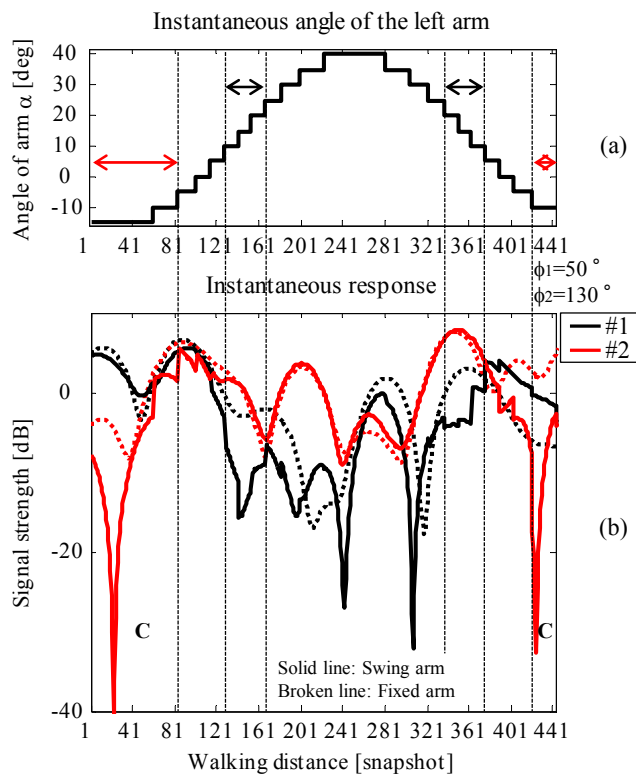 Instantaneous angle of the left arm
Angle of arm α [deg]
40
30
20
10
0
-10
1 41 81 121 161 201 241 281 321 361 401 441
(a)
ϕ1=50°
ϕ2=130°
Instantaneous response
#1
#2
Signal strength [dB]
0
-20
-40
C
C
(b)
Solid line: Swing arm
Broken line: Fixed arm
1 41 81 121 161 201 241 281 321 361 401 441
Walking distance [snapshot]